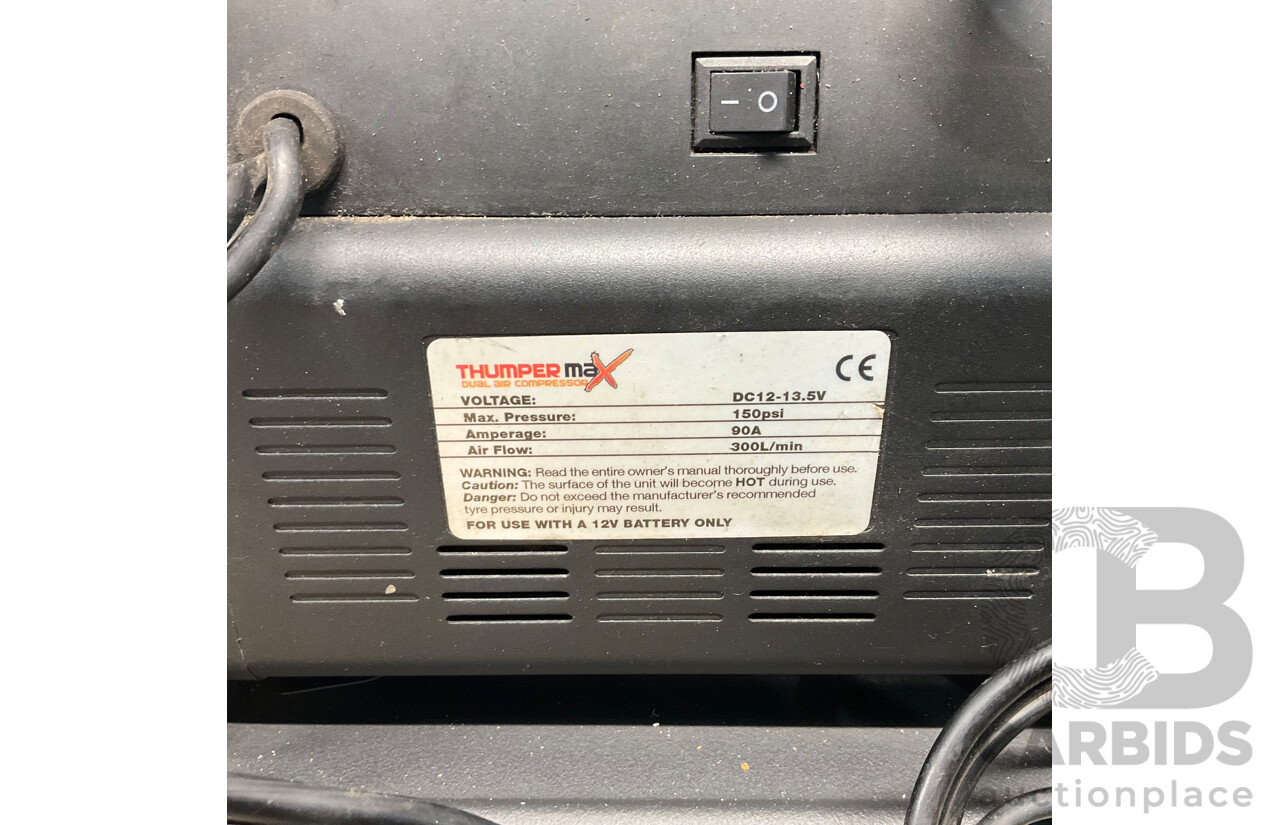 I O
THUMPER max
DUAL AIR COMPRESSOR
CE
VOLTAGE: DC12-13.5V
Max. Pressure: 150psi
Amperage: 90A
Air Flow: 300L/min
WARNING: Read the entire owner's manual thoroughly before use.
Caution: The surface of the unit will become HOT during use.
Danger: Do not exceed the manufacturer's recommended
tyre pressure or injury may result.
FOR USE WITH A 12V BATTERY ONLY
B
ARBIDS
auctionplace